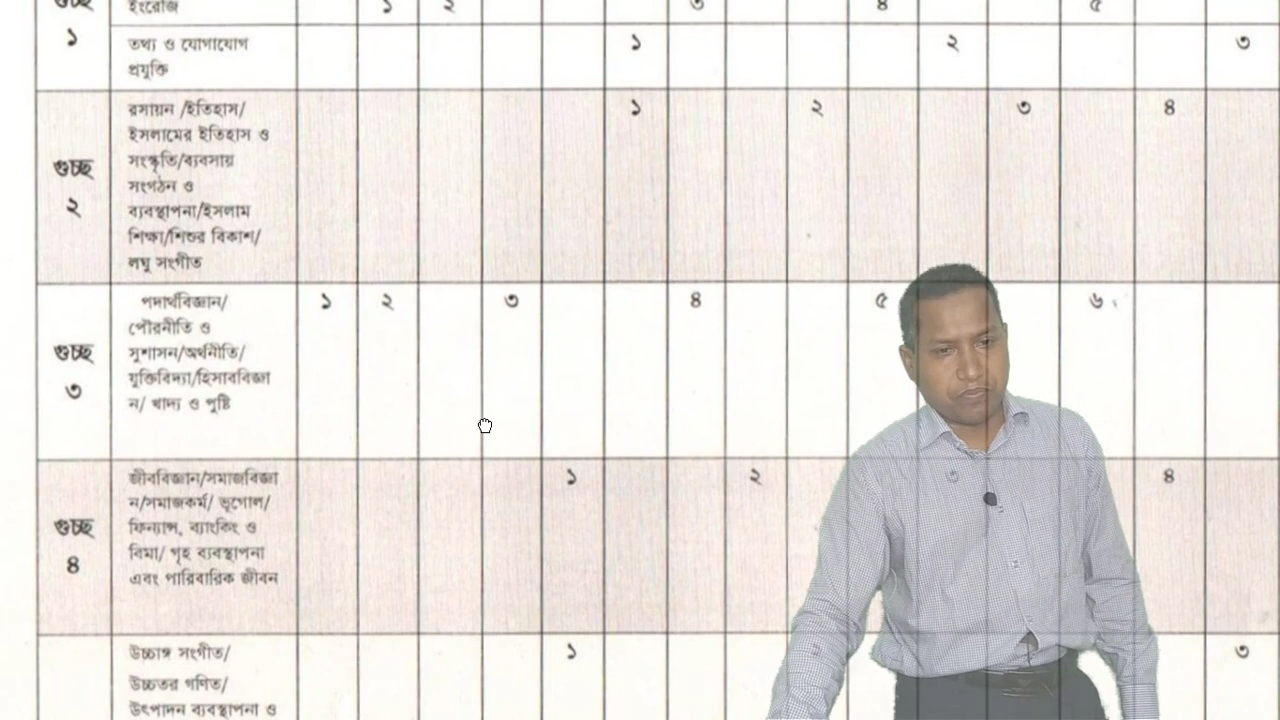 গুচ্ছ
১
ইংরেজি ১ ২ ৩ ৪ ৫
তথ্য ও যোগাযোগ ১ ২ ৩
প্রযুক্তি
গুচ্ছ
২
রসায়ন /ইতিহাস/ ১ ২ ৩ ৪
ইসলামের ইতিহাস ও
সংস্কৃতি/ব্যবসায়
সংগঠন ও
ব্যবস্থাপনা/ইসলাম
শিক্ষা/শিশুর বিকাশ/
লঘু সংগীত
গুচ্ছ
৩
পদার্থবিজ্ঞান/ ১ ২ ৩ ৪ ৫ ৬
পৌরনীতি ও
সুশাসন/অর্থনীতি/
যুক্তিবিদ্যা/হিসাববিজ্ঞা
ন/ খাদ্য ও পুষ্টি
গুচ্ছ
৪
জীববিজ্ঞান/সমাজবিজ্ঞা ১ ২ ৩ ৪
ন/সমাজকর্ম/ ভূগোল/
ফিন্যান্স, ব্যাংকিং ও
বিমা/ গৃহ ব্যবস্থাপনা
এবং পারিবারিক জীবন
উচ্চাঙ্গ সংগীত/ ১ ২ ৩
উচ্চতর গণিত/
উৎপাদন ব্যবস্থাপনা ও